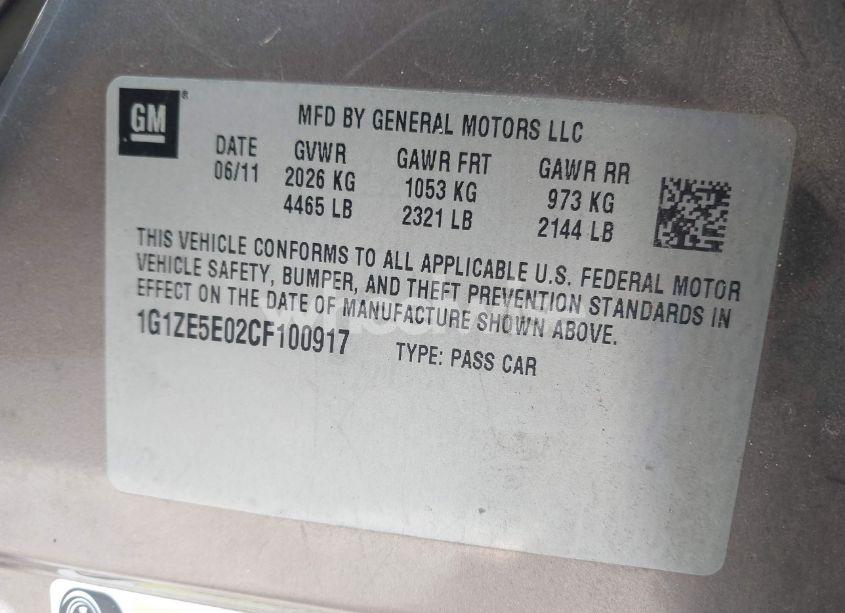 GM®
MFD BY GENERAL MOTORS LLC
DATE GVWR GAWR FRT GAWR RR
06/11 2026 KG 1053 KG 973 KG
4465 LB 2321 LB 2144 LB
THIS VEHICLE CONFORMS TO ALL APPLICABLE U.S. FEDERAL MOTOR
VEHICLE SAFETY, BUMPER, AND THEFT PREVENTION STANDARDS IN
EFFECT ON THE DATE OF MANUFACTURE SHOWN ABOVE.
1G1ZE5E02CF100917 TYPE: PASS CAR